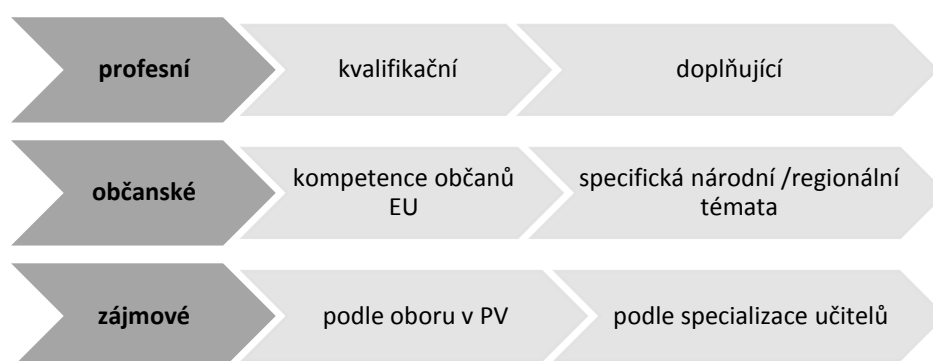 profesní
kvalifikační
doplňující
občanské
kompetence občanů
EU
specifická národní /regionální
témata
zájmové
podle oboru v PV
podle specializace učitelů